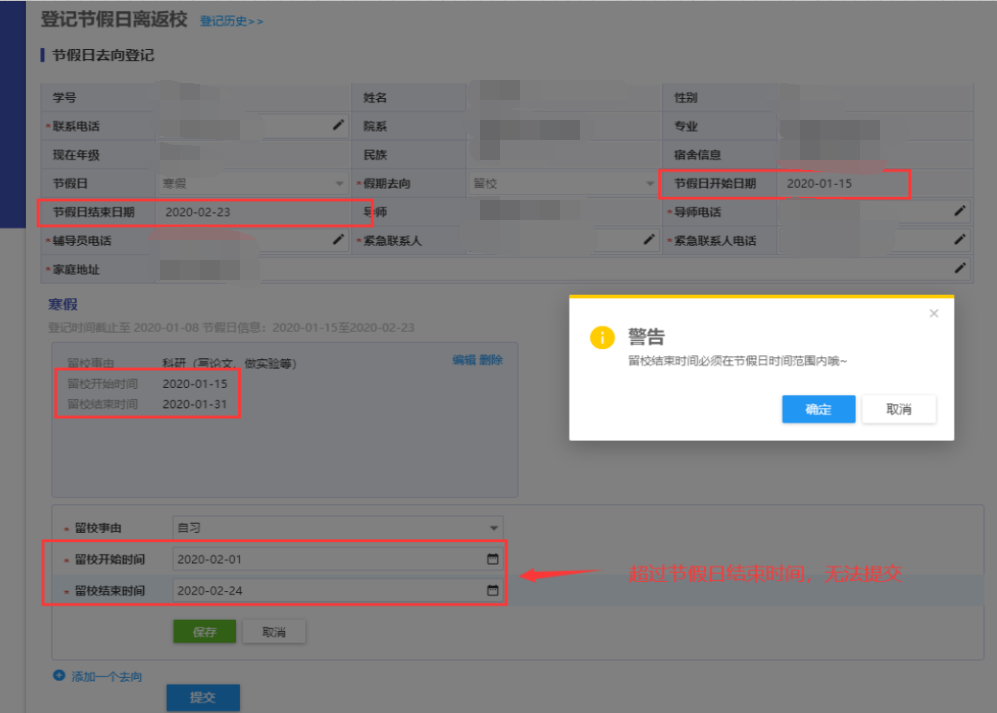 登记节假日离返校 登记历史>>
节假日去向登记
学号 姓名 性别
*联系电话 院系 专业
现在年级 民族 宿舍信息
节假日 寒假 *假期去向 留校 节假日开始日期 2020-01-15
节假日结束日期 2020-02-23 导师 *导师电话
*辅导员电话 *紧急联系人 *紧急联系人电话
*家庭地址
寒假
登记时间截止至 2020-01-08 节假日信息: 2020-01-15至2020-02-23
留校事由 科研（写论文、做实验等） 编辑 删除
留校开始时间 2020-01-15
留校结束时间 2020-01-31
警告
留校结束时间必须在节假日时间范围内哦~
确定 取消
*留校事由 自习
*留校开始时间 2020-02-01
*留校结束时间 2020-02-24
超过节假日结束时间，无法提交
保存 取消
添加一个去向
提交